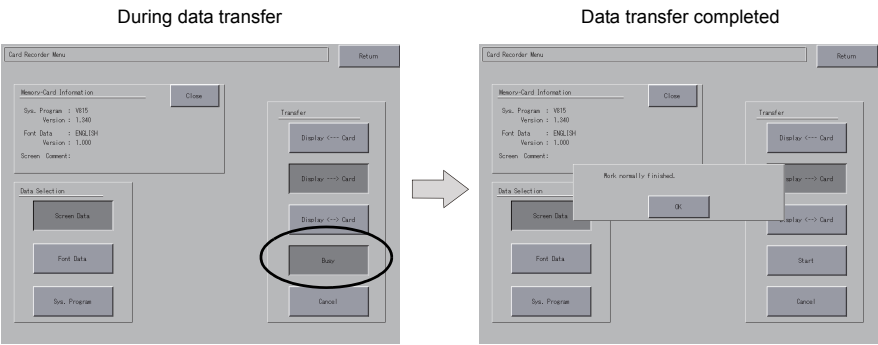 During data transfer
Card Recorder Menu
Return
Memory-Card Information
Close
Sys. Program : V815
Version : 1.340
Font Data : ENGLISH
Version : 1.000
Screen Comment:
Transfer
Display <--- Card
Display ---> Card
Display <--> Card
Busy
Cancel
Data Selection
Screen Data
Font Data
Sys. Program
Data transfer completed
Card Recorder Menu
Return
Memory-Card Information
Close
Sys. Program : V815
Version : 1.340
Font Data : ENGLISH
Version : 1.000
Screen Comment:
Transfer
Display <--- Card
splay ---> Card
splay <--> Card
Start
Cancel
Work normally finished.
OK
Data Selection
Screen Data
Font Data
Sys. Program